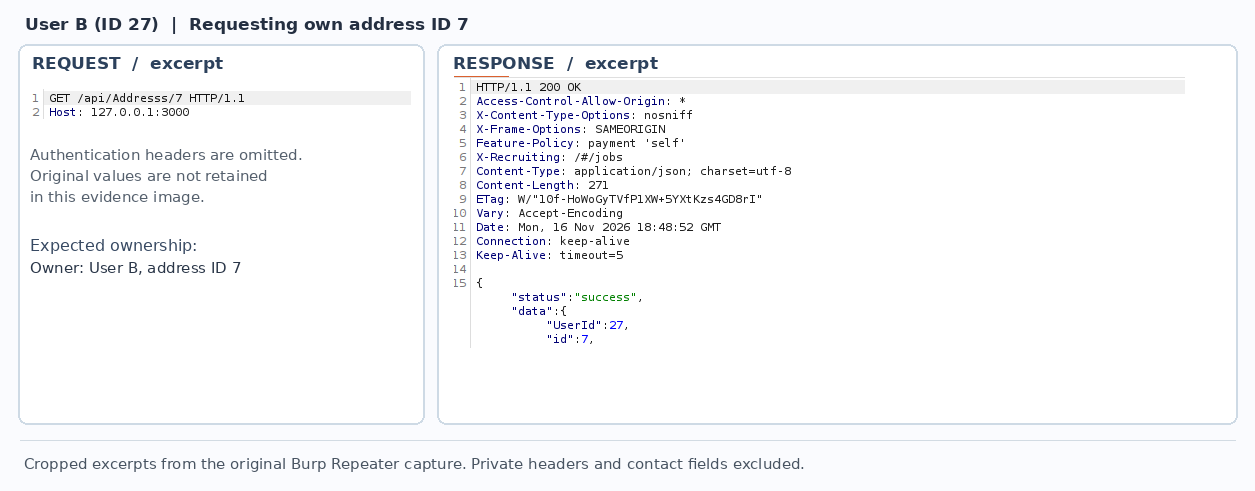 User B (ID 27)  |  Requesting own address ID 7
REQUEST  /  excerpt
1 GET /api/Addresss/7 HTTP/1.1
2 Host: 127.0.0.1:3000
Authentication headers are omitted.
Original values are not retained
in this evidence image.
Expected ownership:
Owner: User B, address ID 7
RESPONSE  /  excerpt
1 HTTP/1.1 200 OK
2 Access-Control-Allow-Origin: *
3 X-Content-Type-Options: nosniff
4 X-Frame-Options: SAMEORIGIN
5 Feature-Policy: payment 'self'
6 X-Recruiting: /#/jobs
7 Content-Type: application/json; charset=utf-8
8 Content-Length: 271
9 ETag: W/"10f-HoWoGyTVfP1XW+5YXtKzs4GD8rI"
10 Vary: Accept-Encoding
11 Date: Mon, 16 Nov 2026 18:48:52 GMT
12 Connection: keep-alive
13 Keep-Alive: timeout=5
14
15 {
"status":"success",
"data":{
"UserId":27,
"id":7,
Cropped excerpts from the original Burp Repeater capture. Private headers and contact fields excluded.